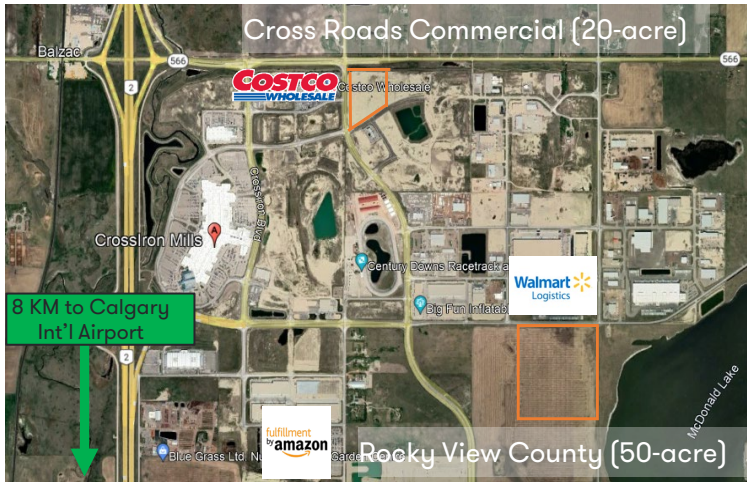 Cross Roads Commercial (20-acre)
Balzac
566
2
566
COSTCO
WHOLESALE
Costco Wholesale
CrossIron Blvd
CrossIron Mills
A
Century Downs Racetrack a
Walmart
Logistics
8 KM to Calgary
Int'l Airport
Big Fun Inflatab
2
McDonald Lake
fulfillment
by amazon
Blue Grass Ltd. Nu
Garden
Rocky View County (50-acre)